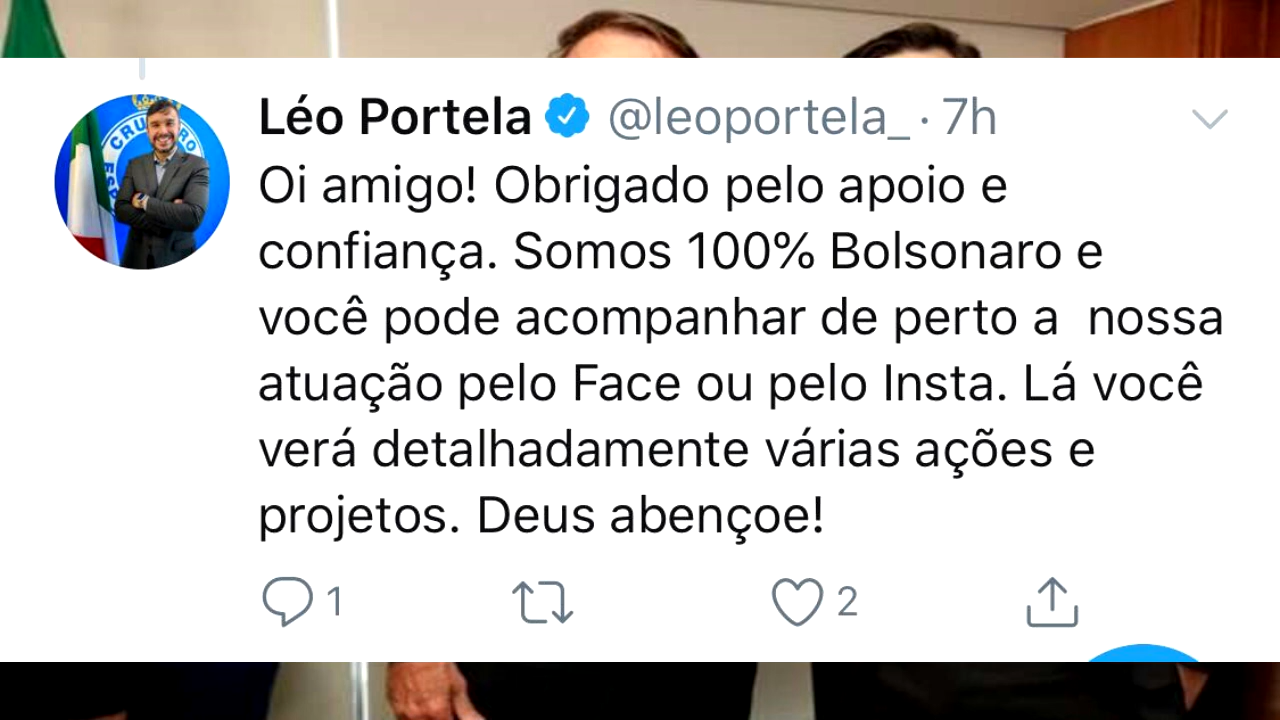 Léo Portela @leoportela_ · 7h
Oi amigo! Obrigado pelo apoio e
confiança. Somos 100% Bolsonaro e
você pode acompanhar de perto a nossa
atuação pelo Face ou pelo Insta. Lá você
verá detalhadamente várias ações e
projetos. Deus abençoe!
1 2
CRUZEIRO